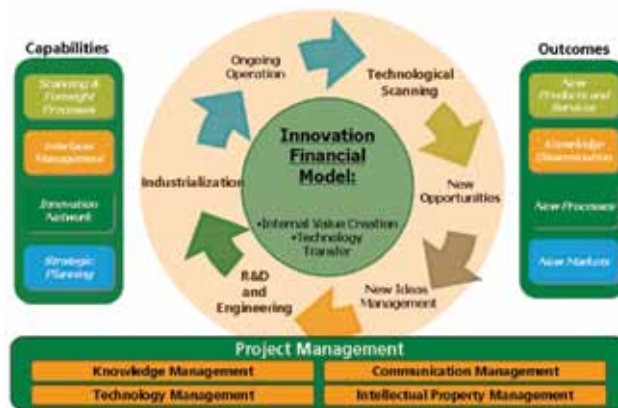 Capabilities
Scanning &
Foresight
Processes
Interface
Management
Innovation
Network
Strategic
Planning
Ongoing
Operation
Technological
Scanning
New
Opportunities
New Ideas
Management
R&D
and
Engineering
Industrialization
Innovation
Financial
Model:
•Internal Value Creation
•Technology
Transfer
Outcomes
New
Products and
Services
Knowledge
Dissemination
New Processes
New Markets
Project Management
Knowledge Management
Communication Management
Technology Management
Intellectual Property Management